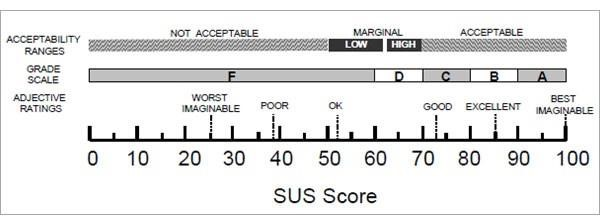 ACCEPTABILITY RANGES
NOT ACCEPTABLE
MARGINAL
ACCEPTABLE
LOW
HIGH
GRADE SCALE
F
D
C
B
A
ADJECTIVE RATINGS
WORST IMAGINABLE
POOR
OK
GOOD
EXCELLENT
BEST IMAGINABLE
0 10 20 30 40 50 60 70 80 90 100
SUS Score